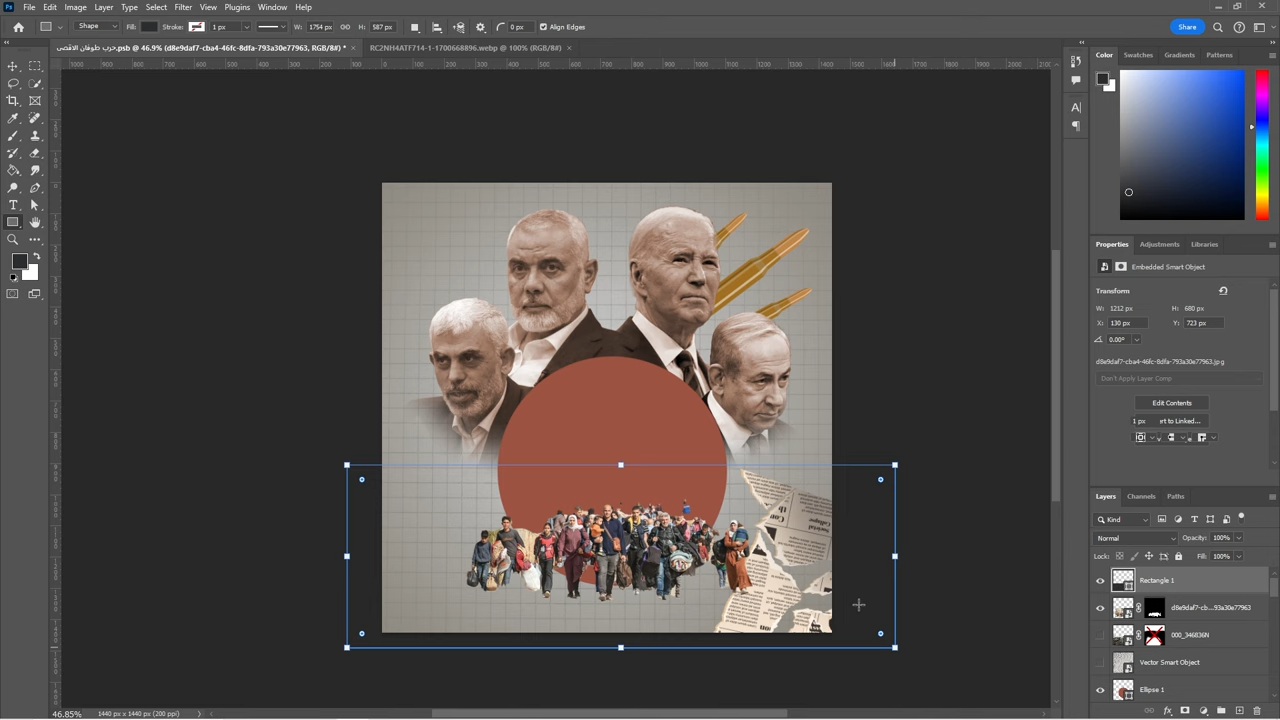 File Edit Image Layer Type Select Filter View Plugins Window Help
Shape Fill: Stroke: 1 px W: 1754 px H: 587 px 0 px Align Edges Share
حرب طوفان الاقصى.psb @ 46.9% (d8e9daf7-cba4-46fc-8dfa-793a30e77963, RGB/8#) * RC2NH4ATF714-1-1700668896.webp @ 100% (RGB/8#)
Color Swatches Gradients Patterns
Properties Adjustments Libraries
Embedded Smart Object
Transform
W: 1212 px H: 680 px
X: 130 px Y: 723 px
0.00°
d8e9daf7-cba4-46fc-8dfa-793a30e77963.jpg
Don't Apply Layer Comp
Edit Contents
1 px rt to Linked...
Layers Channels Paths
Kind
Normal Opacity: 100%
Lock: Fill: 100%
Rectangle 1
d8e9daf7-cb...93a30e77963
000_346836N
Vector Smart Object
Ellipse 1
46.85% 1440 px x 1440 px (200 ppi)